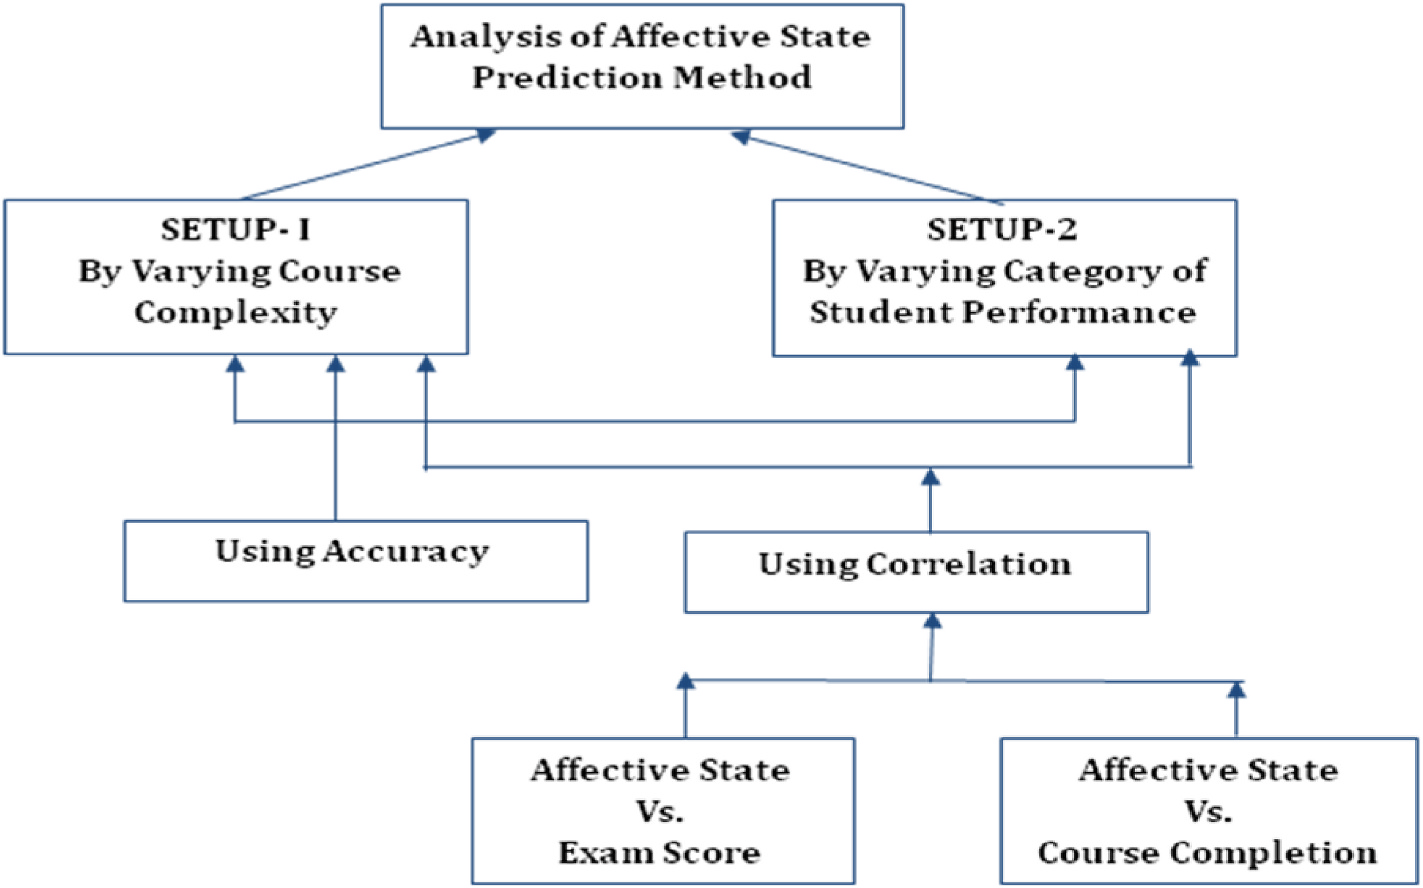 Analysis of Affective State
Prediction Method
SETUP- I
By Varying Course
Complexity
SETUP-2
By Varying Category of
Student Performance
Using Accuracy
Using Correlation
Affective State
Vs.
Exam Score
Affective State
Vs.
Course Completion